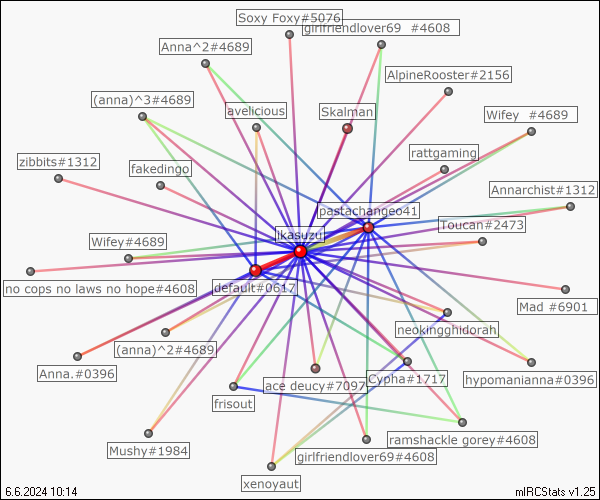 Soxy Foxy#5076
girlfriendlover69 #4608
Anna^2#4689
AlpineRooster#2156
(anna)^3#4689
avelicious
Skalman
Wifey #4689
zibbits#1312
fakedingo
rattgaming
Annarchist#1312
pastachangeo41
Toucan#2473
ikasuzu
Wifey#4689
no cops no laws no hope#4608
default#0617
Mad #6901
neokingghidorah
(anna)^2#4689
Anna.#0396
ace deucy#7097
Cypha#1717
hypomanianna#0396
frisout
Mushy#1984
ramshackle gorey#4608
girlfriendlover69#4608
xenoyaut
6.6.2024 10:14
mIRCStats v1.25